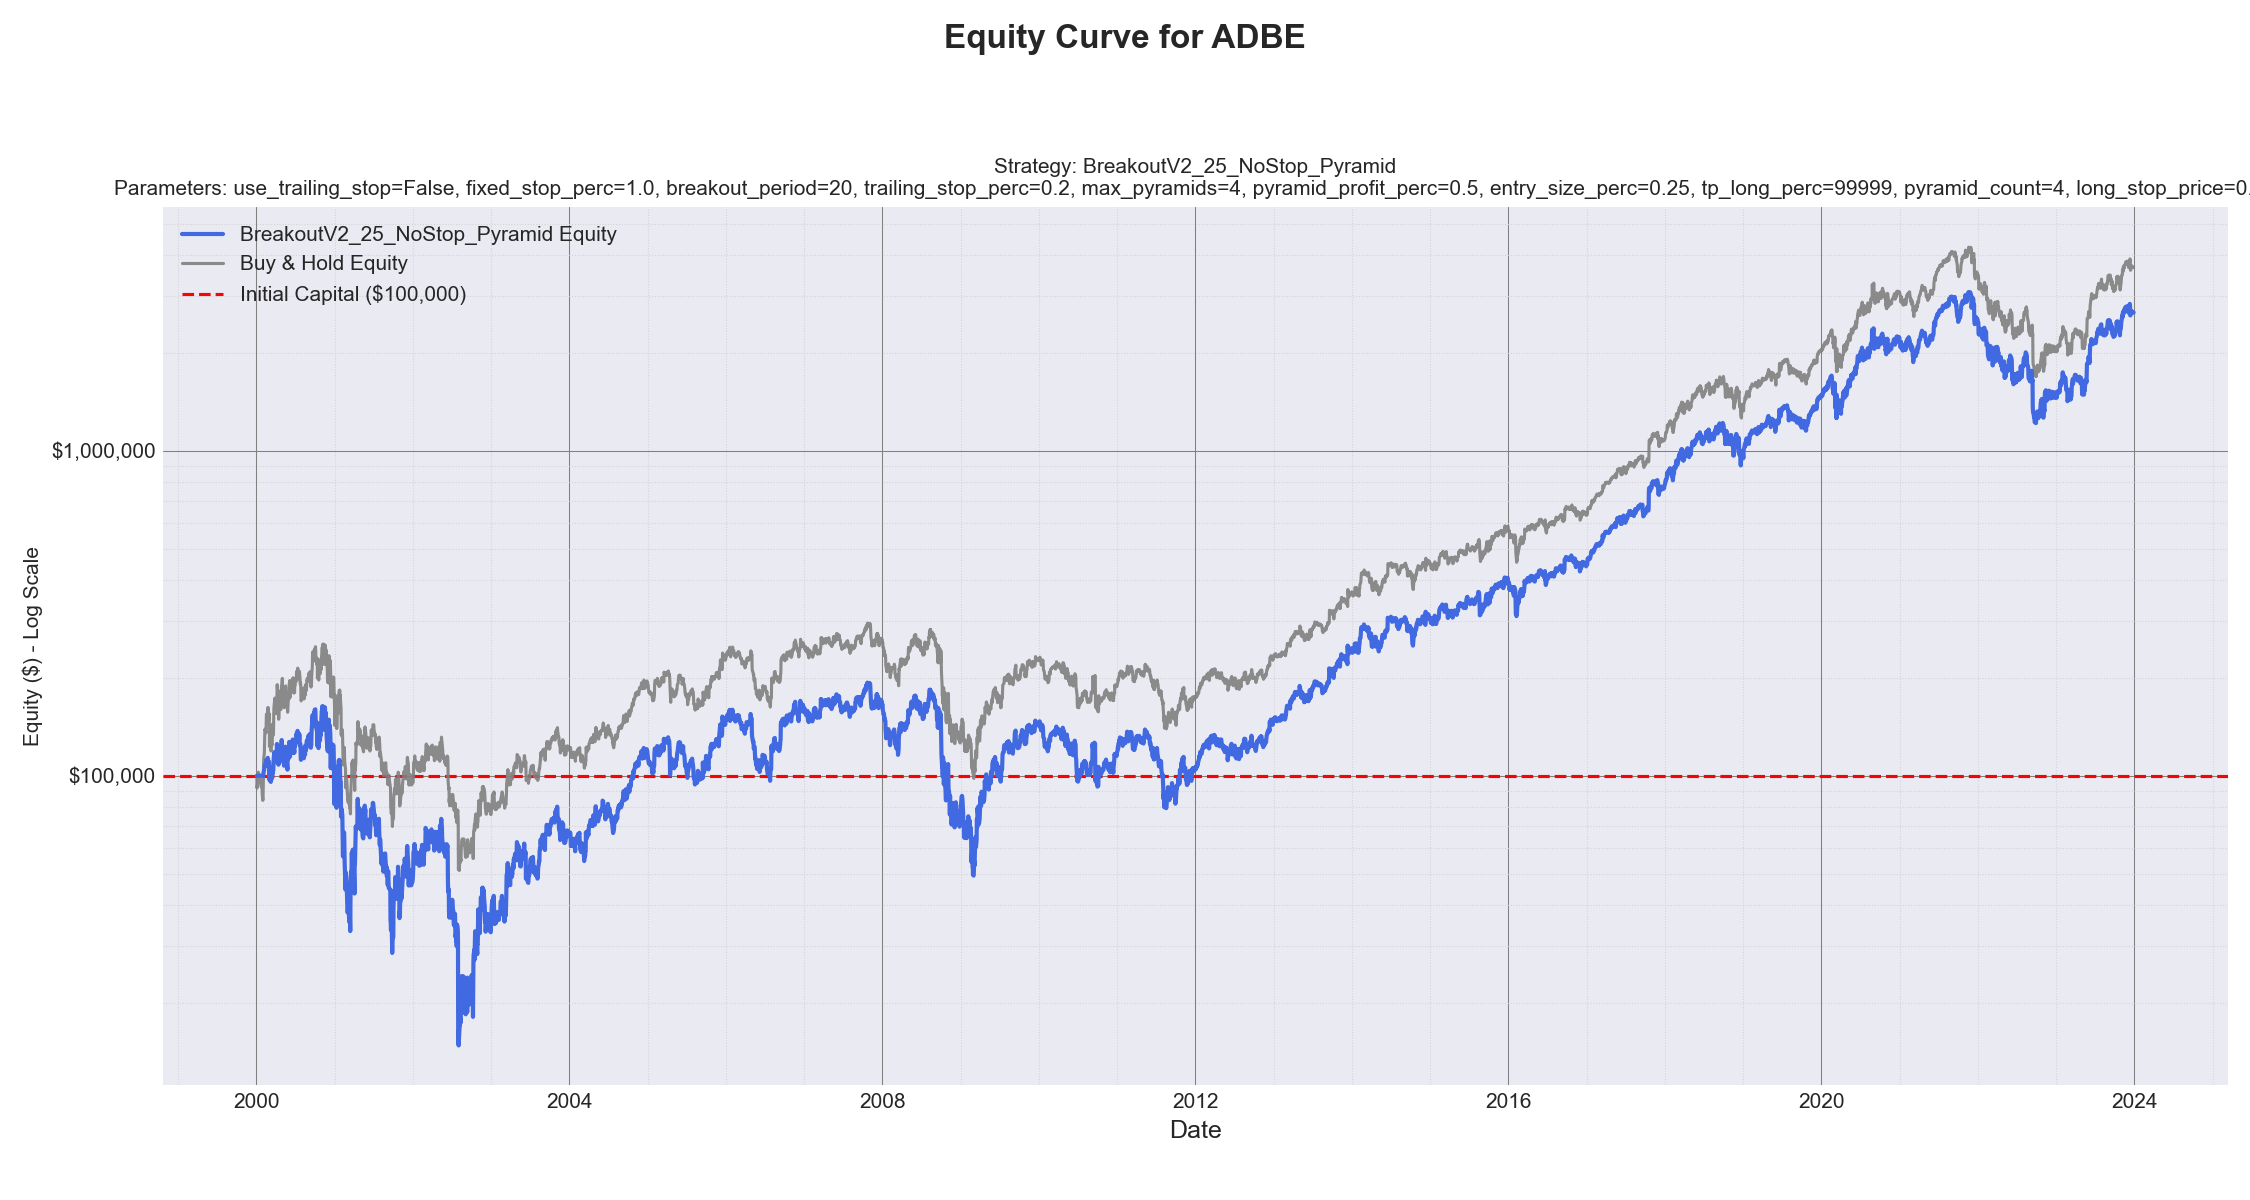 Equity Curve for ADBE
Strategy: BreakoutV2_25_NoStop_Pyramid
Parameters: use_trailing_stop=False, fixed_stop_perc=1.0, breakout_period=20, trailing_stop_perc=0.2, max_pyramids=4, pyramid_profit_perc=0.5, entry_size_perc=0.25, tp_long_perc=99999, pyramid_count=4, long_stop_price=0.
BreakoutV2_25_NoStop_Pyramid Equity
Buy & Hold Equity
Initial Capital ($100,000)
$1,000,000
$100,000
Equity ($) - Log Scale
2000 2004 2008 2012 2016 2020 2024
Date